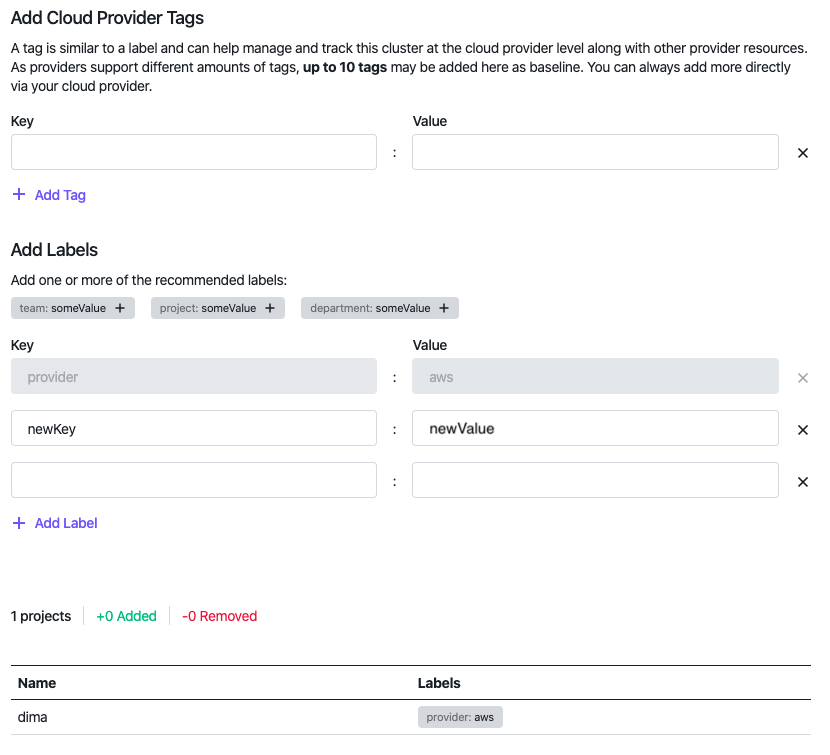 Add Cloud Provider Tags
A tag is similar to a label and can help manage and track this cluster at the cloud provider level along with other provider resources.
As providers support different amounts of tags, up to 10 tags may be added here as baseline. You can always add more directly
via your cloud provider.
Key Value
:
+ Add Tag
Add Labels
Add one or more of the recommended labels:
team: someValue + project: someValue + department: someValue +
Key Value
provider : aws
newKey : newValue
:
+ Add Label
1 projects +0 Added -0 Removed
Name Labels
dima provider: aws